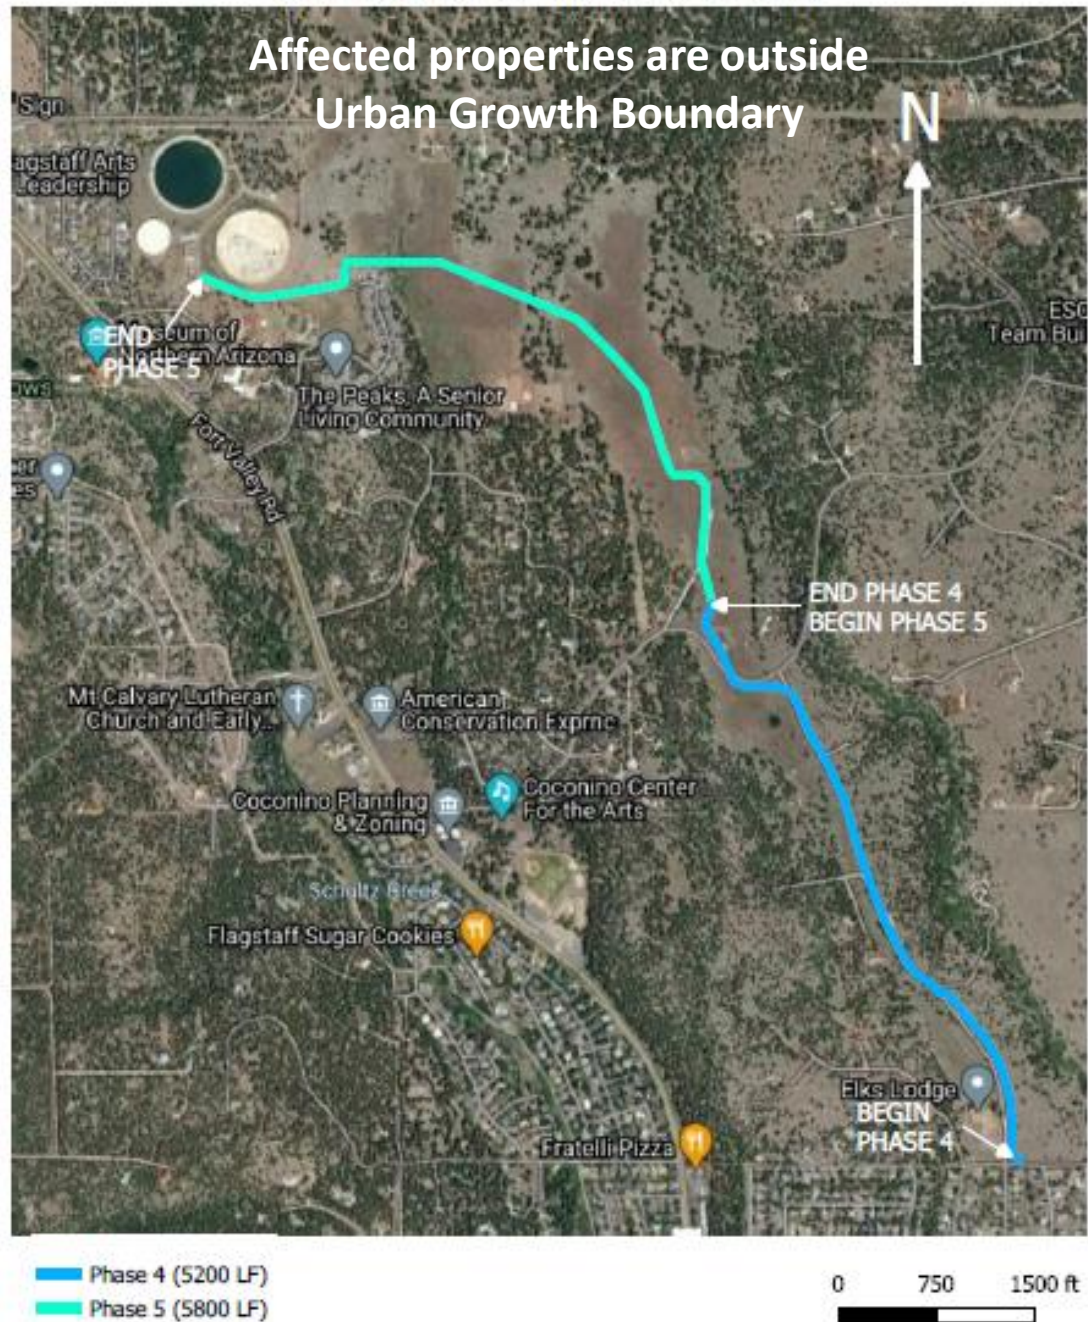 Affected properties are outside
Urban Growth Boundary
N
Sign
agstaff Arts
Leadership
ESC
Team Bui
Museum of
Northern Arizona
END
PHASE 5
The Peaks, A Senior
Living Community
ows
Fort Valley Rd
er
es
END PHASE 4
BEGIN PHASE 5
Mt Calvary Lutheran
Church and Early...
American
Conservation Exprnc
Coconino Center
For the Arts
Coconino Planning
& Zoning
Schultz Creek
Flagstaff Sugar Cookies
Elks Lodge
BEGIN
PHASE 4
Fratelli Pizza
Phase 4 (5200 LF)
Phase 5 (5800 LF)
0 750 1500 ft